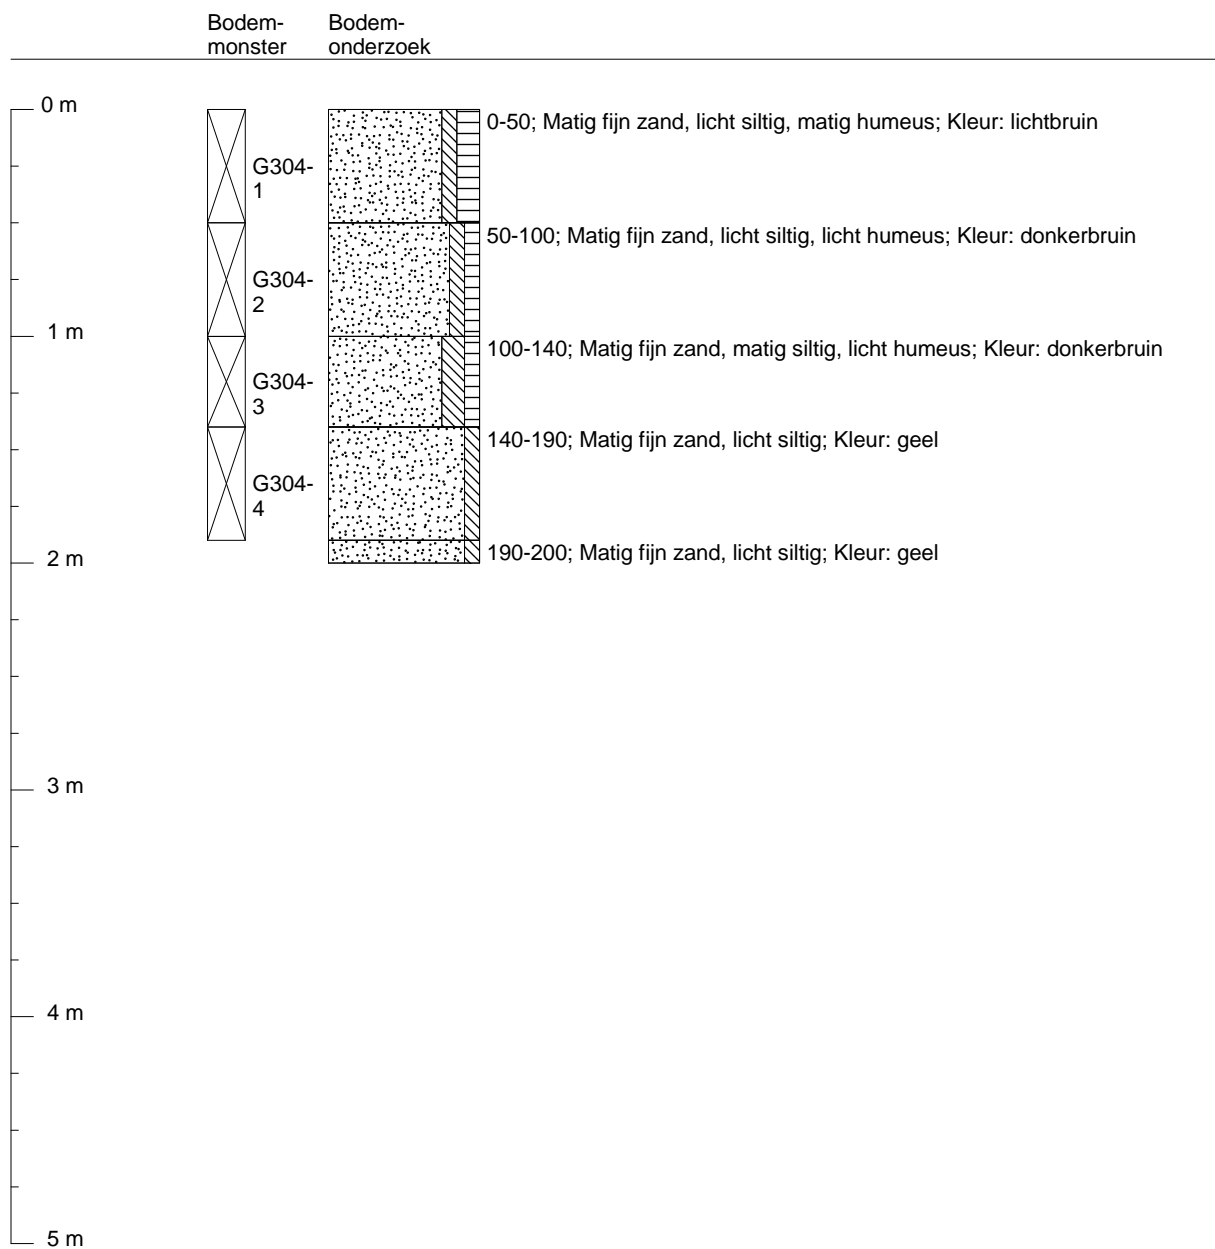 Bodem-
monster
Bodem-
onderzoek
0 m
0-50; Matig fijn zand, licht siltig, matig humeus; Kleur: lichtbruin
G304-
1
50-100; Matig fijn zand, licht siltig, licht humeus; Kleur: donkerbruin
G304-
2
1 m
100-140; Matig fijn zand, matig siltig, licht humeus; Kleur: donkerbruin
G304-
3
140-190; Matig fijn zand, licht siltig; Kleur: geel
G304-
4
190-200; Matig fijn zand, licht siltig; Kleur: geel
2 m
3 m
4 m
5 m